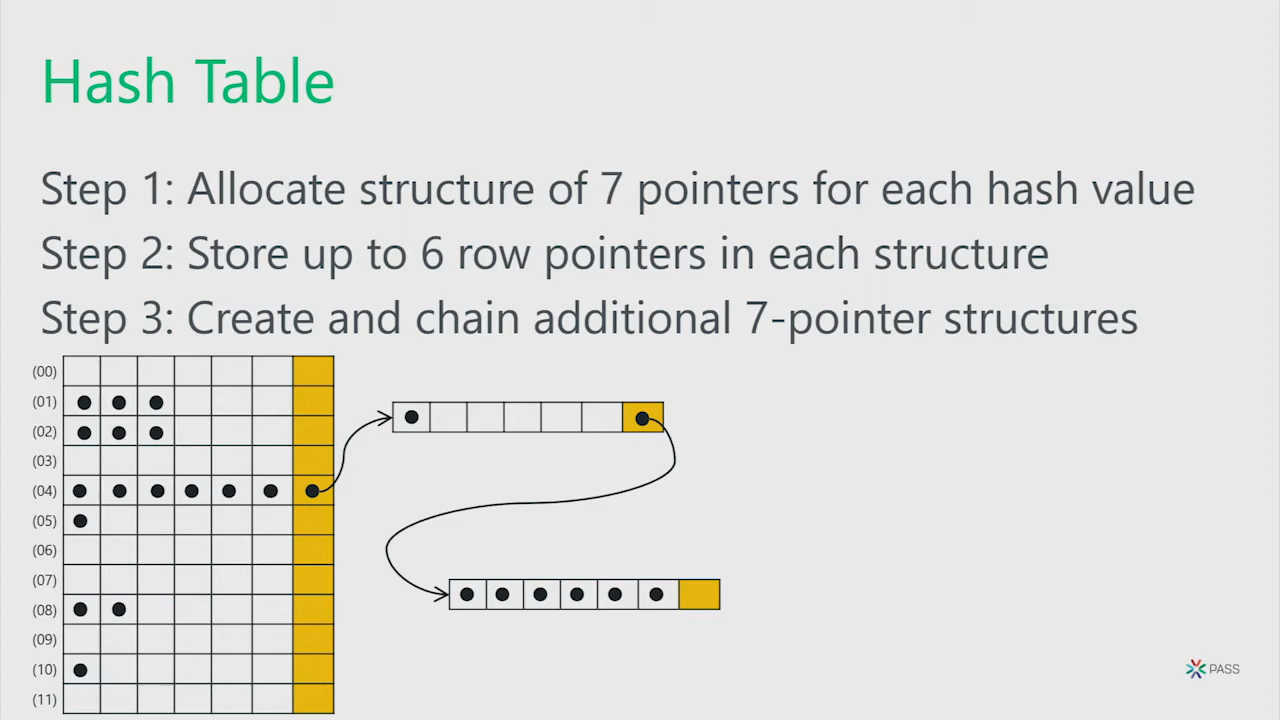 Hash Table
Step 1: Allocate structure of 7 pointers for each hash value
Step 2: Store up to 6 row pointers in each structure
Step 3: Create and chain additional 7-pointer structures
(00)
(01)
(02)
(03)
(04)
(05)
(06)
(07)
(08)
(09)
(10)
(11)
PASS